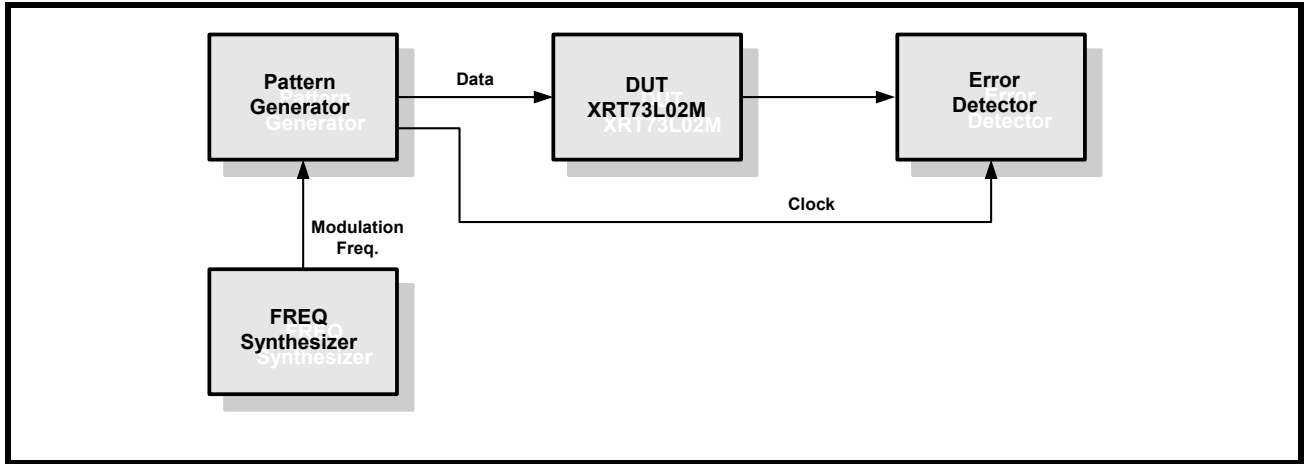 Pattern
Generator
Data
DUT
XRT73L02M
Error
Detector
Clock
Modulation
Freq.
FREQ
Synthesizer